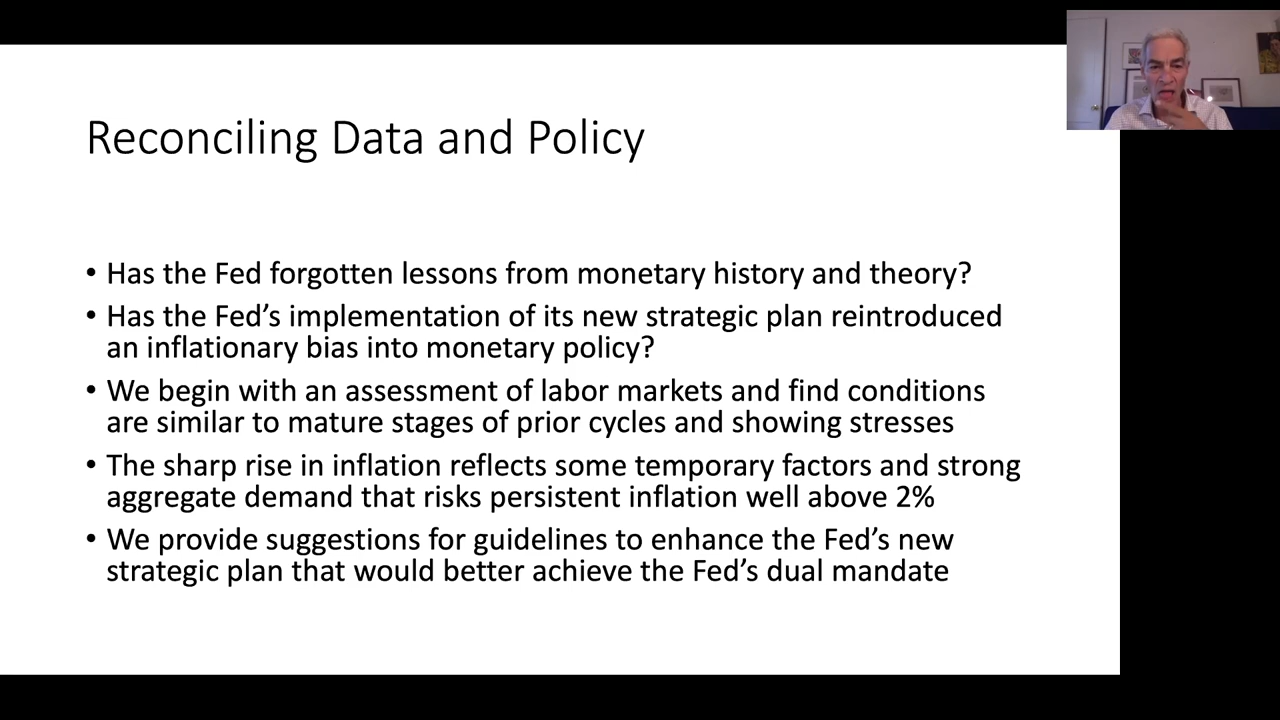 Reconciling Data and Policy
• Has the Fed forgotten lessons from monetary history and theory?
• Has the Fed’s implementation of its new strategic plan reintroduced
an inflationary bias into monetary policy?
• We begin with an assessment of labor markets and find conditions
are similar to mature stages of prior cycles and showing stresses
• The sharp rise in inflation reflects some temporary factors and strong
aggregate demand that risks persistent inflation well above 2%
• We provide suggestions for guidelines to enhance the Fed’s new
strategic plan that would better achieve the Fed’s dual mandate